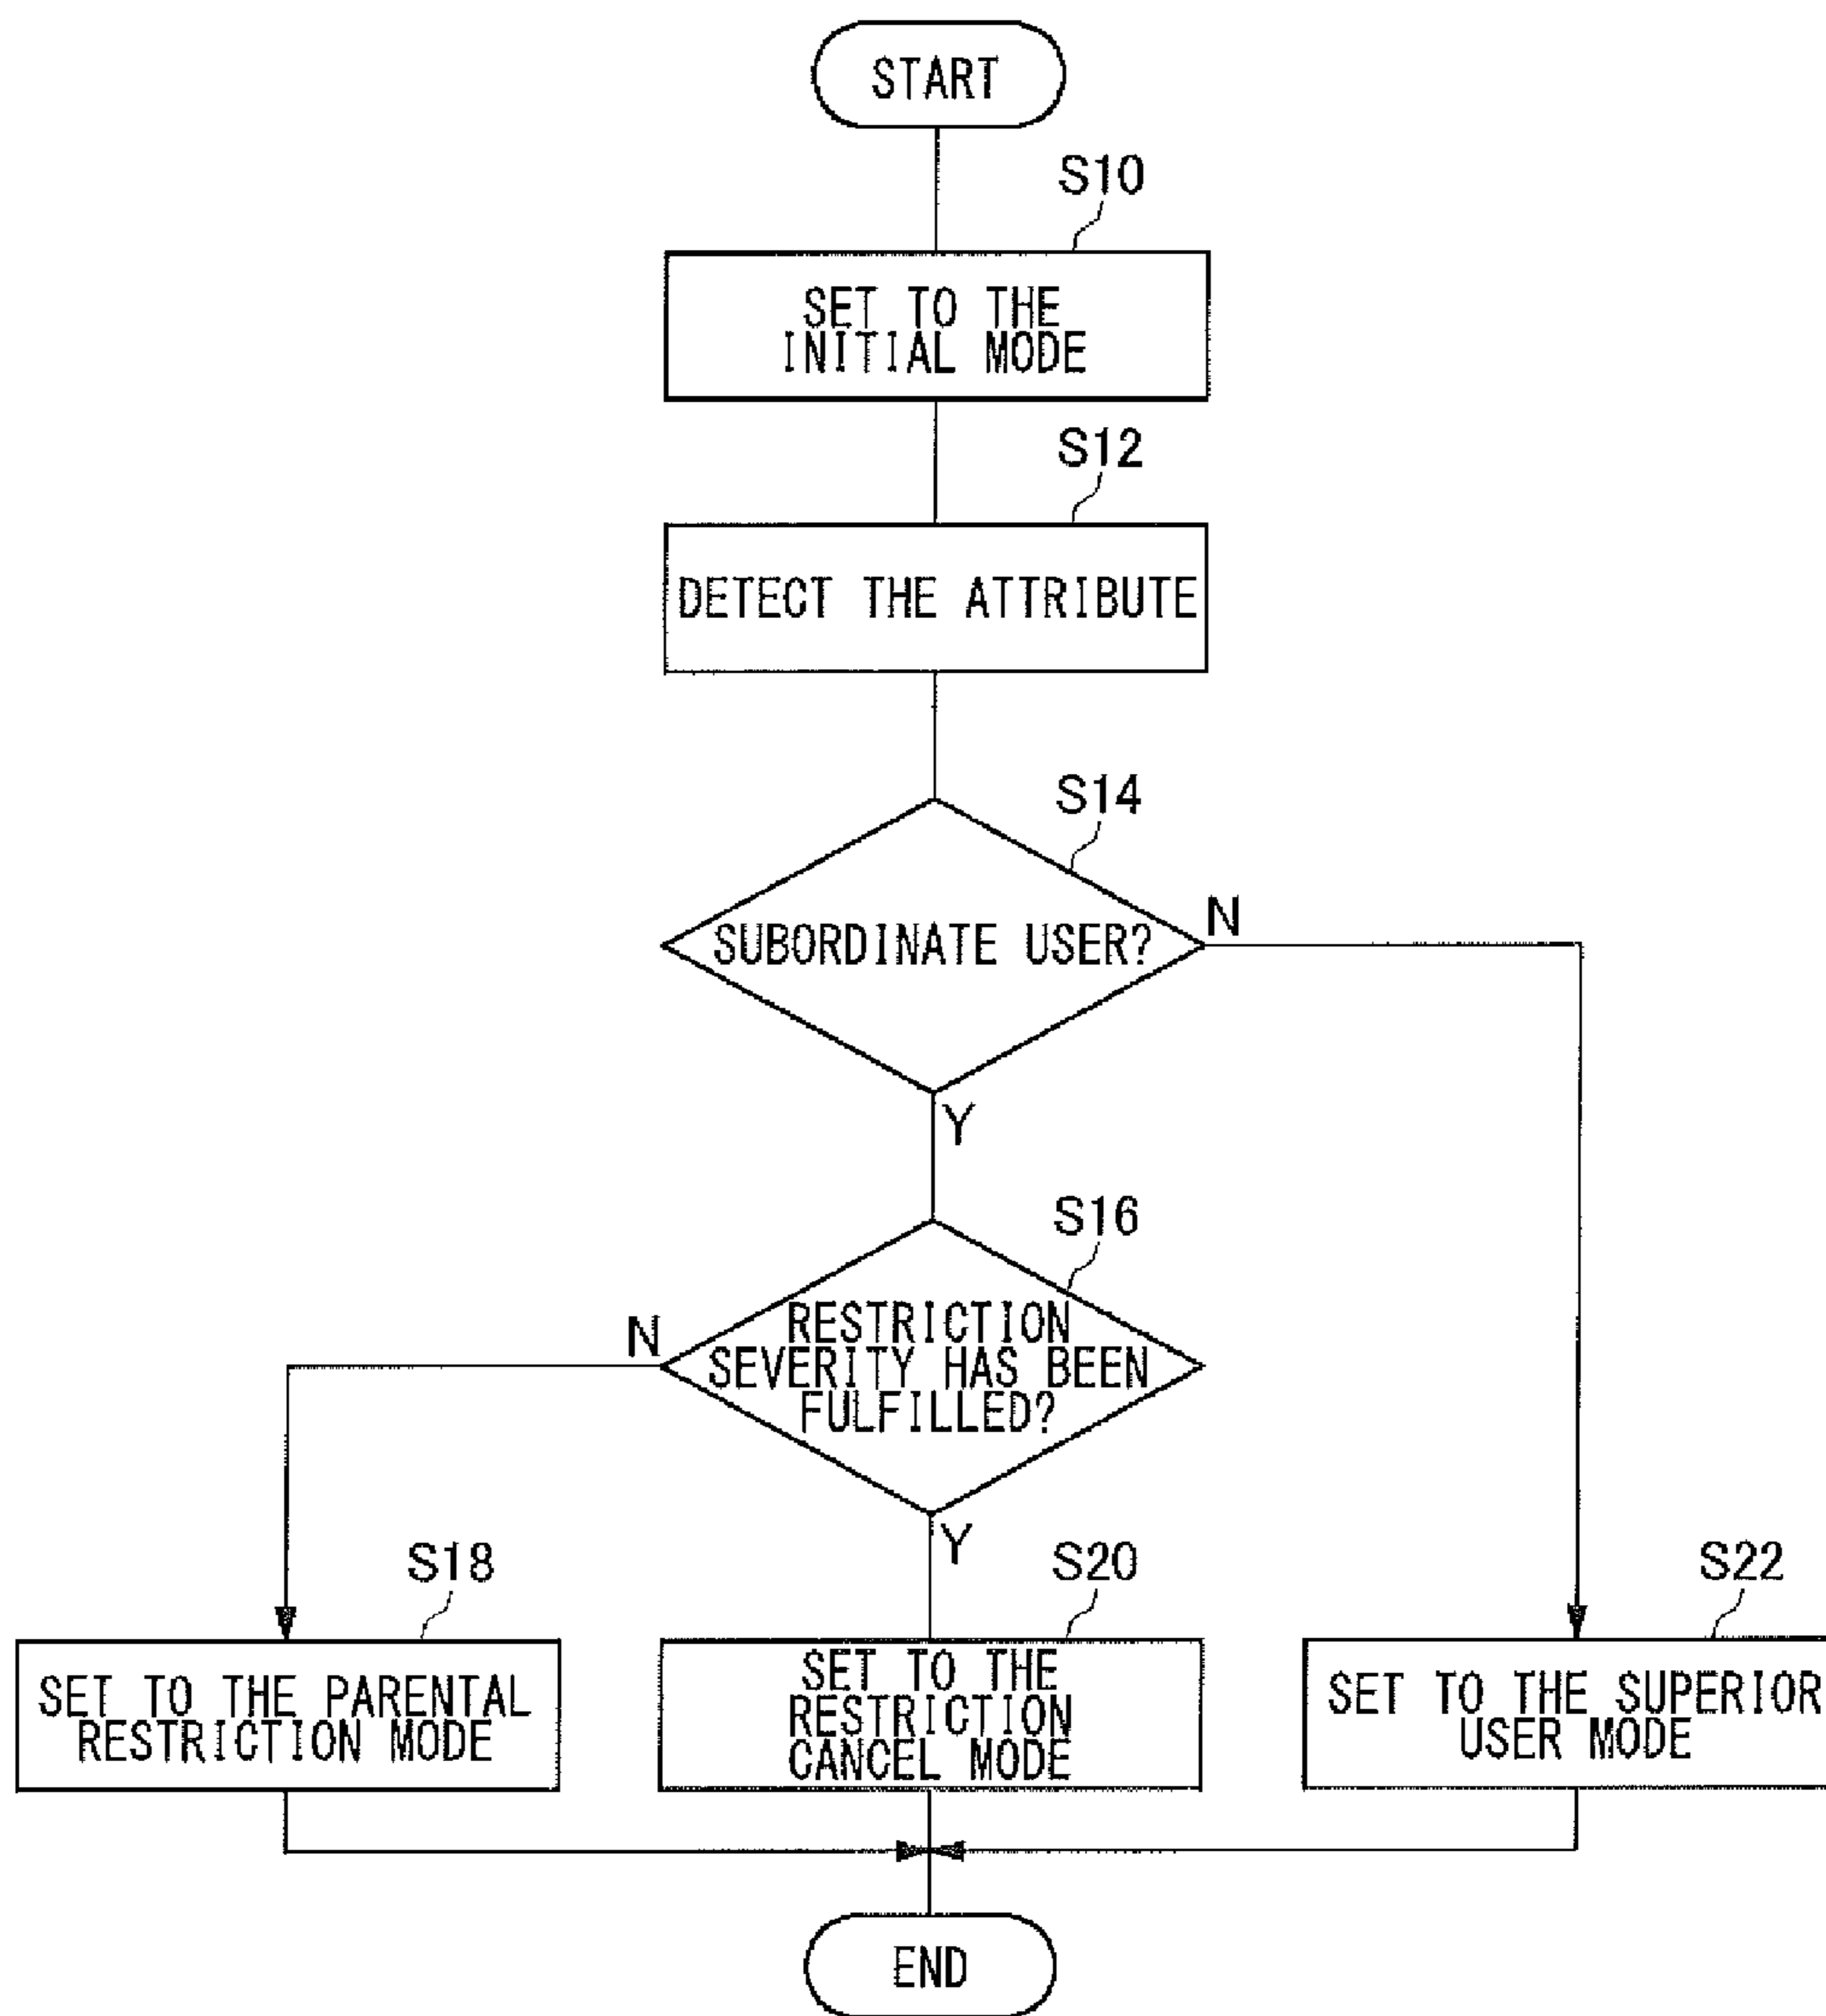 START
S10
SET TO THE
INITIAL MODE
S12
DETECT THE ATTRIBUTE
S14
SUBORDINATE USER?
N
Y
S16
RESTRICTION
SEVERITY HAS BEEN
FULFILLED?
N
Y
S18
SET TO THE PARENTAL
RESTRICTION MODE
S20
SET TO THE
RESTRICTION
CANCEL MODE
S22
SET TO THE SUPERIOR
USER MODE
END